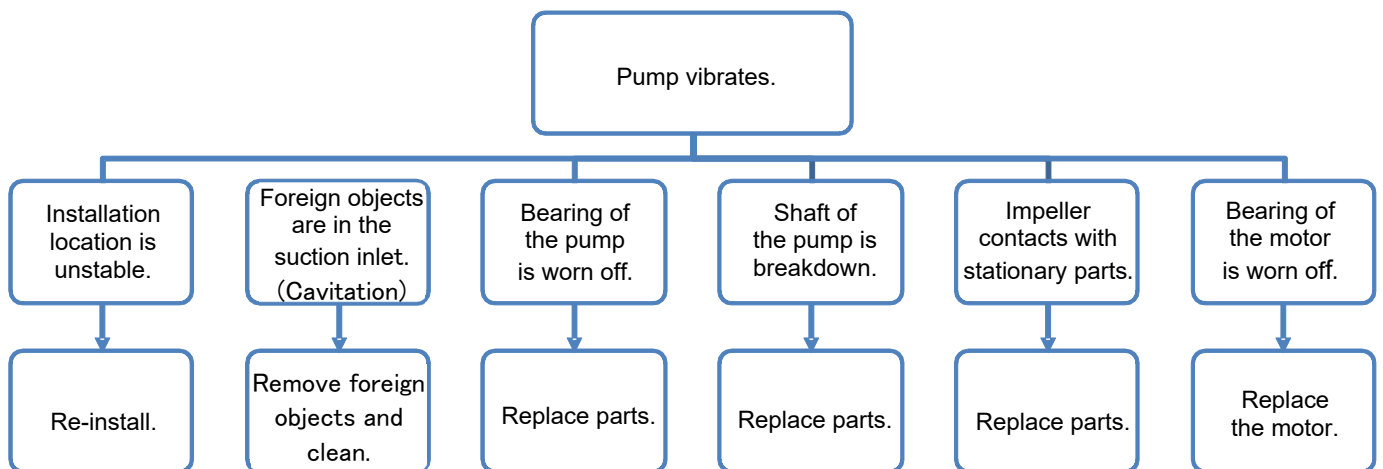 Pump vibrates.
Installation
location is
unstable.
Foreign objects
are in the
suction inlet.
(Cavitation)
Bearing of
the pump
is worn off.
Shaft of
the pump is
breakdown.
Impeller
contacts with
stationary parts.
Bearing of
the motor
is worn off.
Re-install.
Remove foreign
objects and
clean.
Replace parts.
Replace parts.
Replace parts.
Replace
the motor.